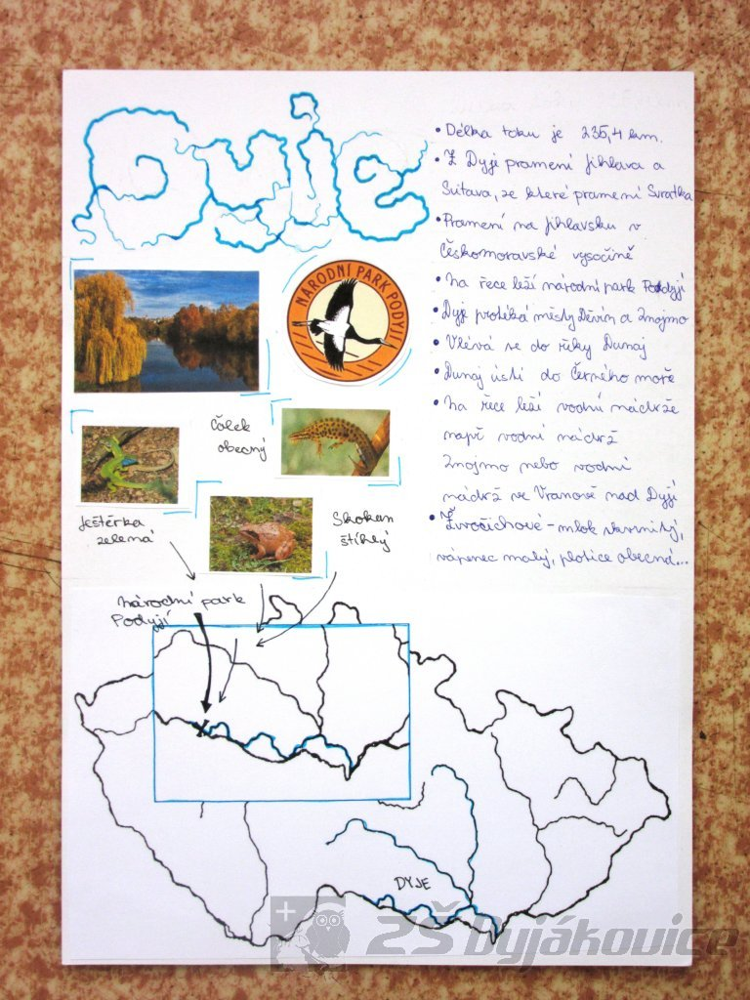 Dyje
• Délka toku je 235,4 km.
• Z Dyje pramení Jihlava a
Svitava, ze které pramení Svratka
• Pramení na Jihlavsku v
Českomoravské vysočině
• Na řece leží národní park Podyjí
• Dyje protéká městy Děvín a Znojmo
• Vlévá se do řeky Dunaj
• Dunaj ústí do Černého moře
• Na řece leží vodní nádrže
např vodní nádrž
Znojmo nebo vodní
nádrž ve Vranově nad Dyjí
• Živočichové - mlok skvrnitý,
vápenec malý, plotice obecná...
NÁRODNÍ PARK PODYJÍ
Čolek
obecný
Ještěrka
zelená
Skokan
štíhlý
národní park
Podyjí
DYJE
ZŠ Dyjákovice